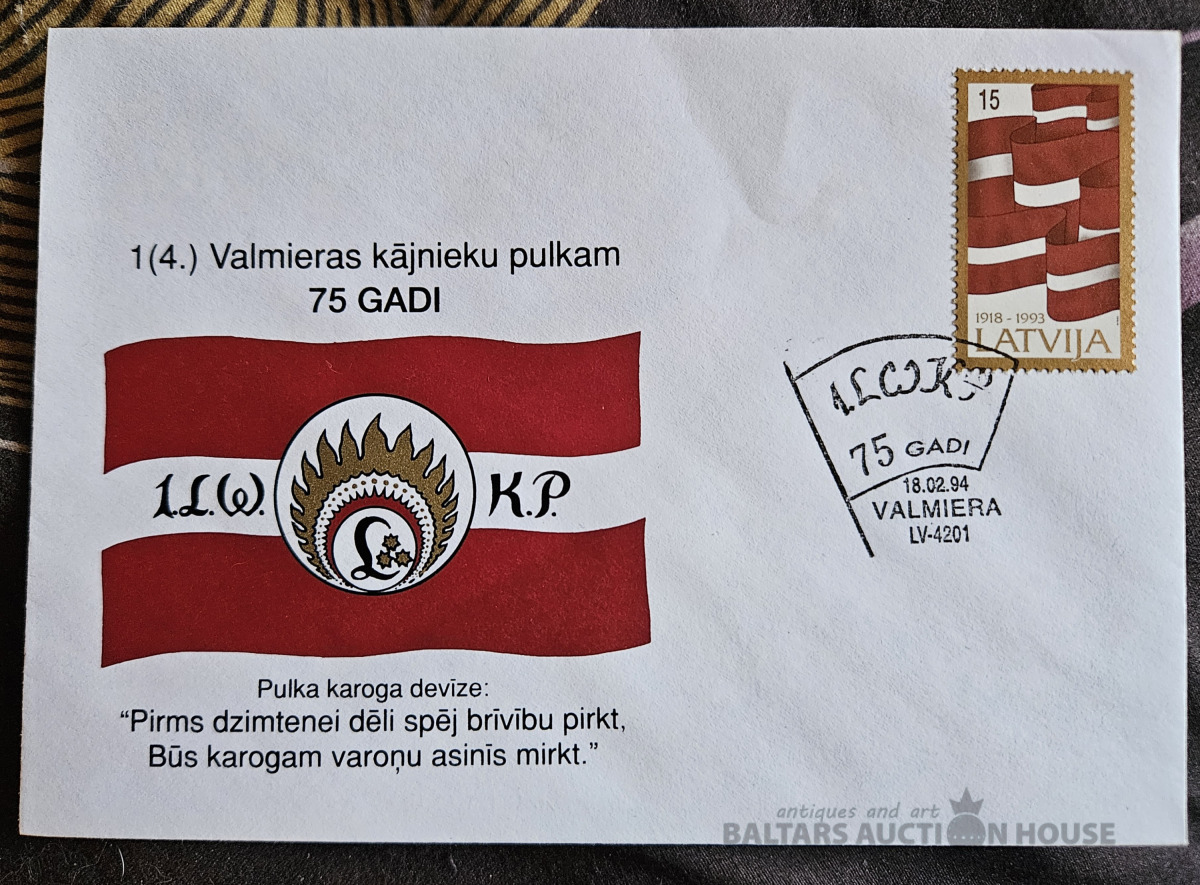 15
1918 - 1993
LATVIJA
1(4.) Valmieras kājnieku pulkam
75 GADI
1.L.W. K.P.
L
Pulka karoga devīze:
“Pirms dzimtenei dēli spēj brīvību pirkt,
Būs karogam varoņu asinīs mirkt.”
75 GADI
18.02.94
VALMIERA
LV-4201
antiques and art
BALTARS AUCTION HOUSE